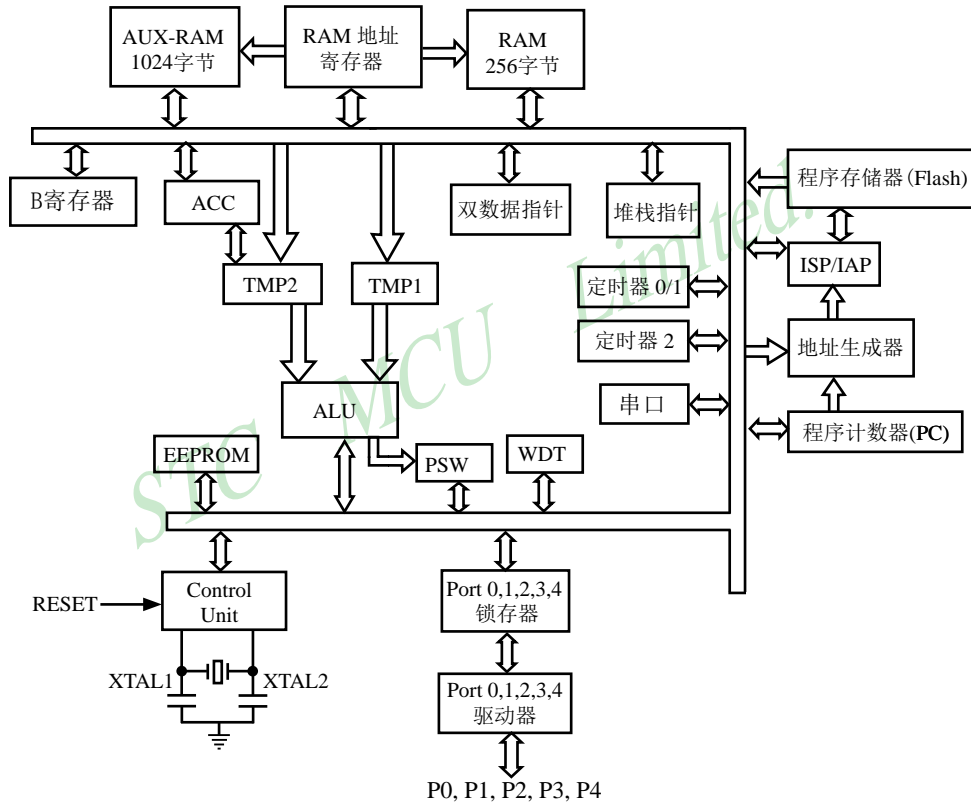 AUX-RAM
1024字节
RAM 地址
寄存器
RAM
256字节
B寄存器
ACC
双数据指针
堆栈指针
程序存储器(Flash)
TMP2
TMP1
定时器 0/1
ISP/IAP
定时器 2
地址生成器
ALU
串口
程序计数器(PC)
EEPROM
PSW
WDT
STC MCU Limited.
RESET
Control
Unit
Port 0,1,2,3,4
锁存器
XTAL1
XTAL2
Port 0,1,2,3,4
驱动器
P0, P1, P2, P3, P4